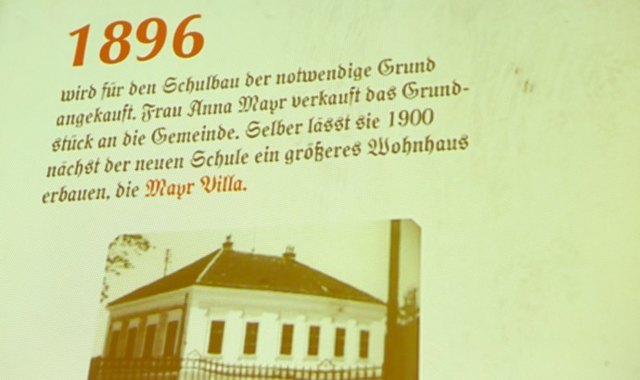 1896
wird für den Schulbau der notwendige Grund
angekauft. Frau Anna Mayr verkauft das Grund-
stück an die Gemeinde. Selber lässt sie 1900
nächst der neuen Schule ein größeres Wohnhaus
erbauen, die Mayr Villa.